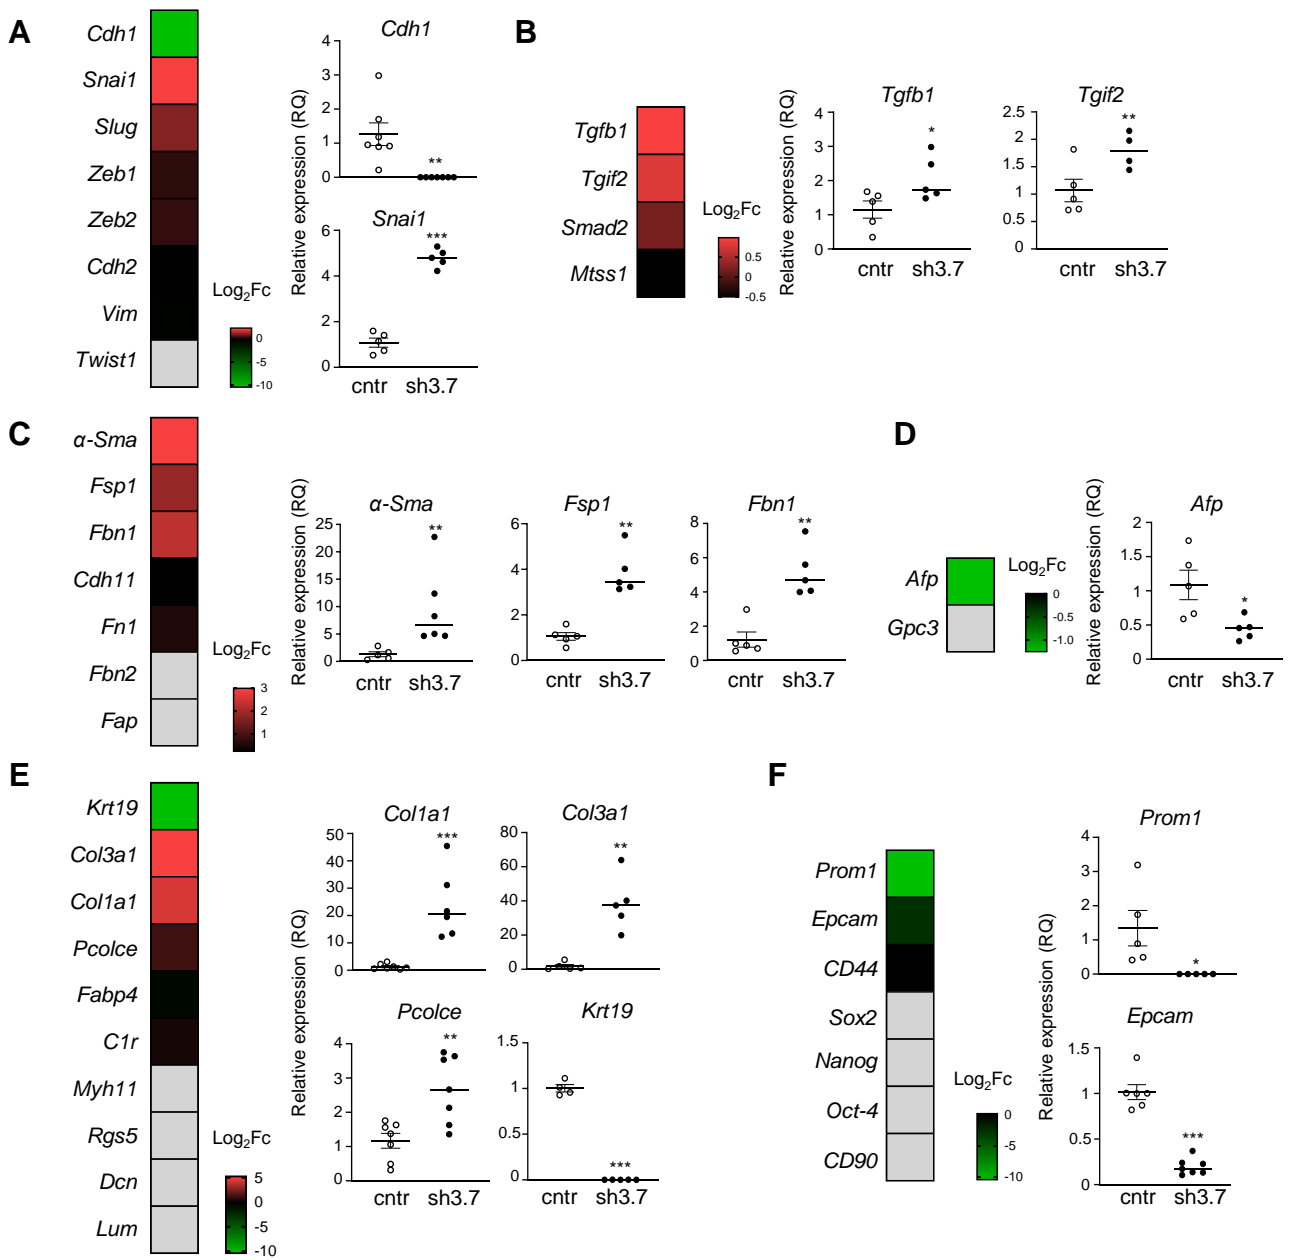 A
Cdh1
Snai1
Slug
Zeb1
Zeb2
Cdh2
Vim
Twist1
Log2Fc
0
-5
-10
Relative expression (RQ)
Cdh1
4
3
2
1
0
**
Snai1
6
4
2
0
***
cntr sh3.7
B
Tgfb1
Tgif2
Smad2
Mtss1
Log2Fc
0.5
0
-0.5
Relative expression (RQ)
Tgfb1
4
3
2
1
0
*
cntr sh3.7
Tgif2
2.5
2
1.5
1
0.5
0
**
cntr sh3.7
C
α-Sma
Fsp1
Fbn1
Cdh11
Fn1
Fbn2
Fap
Log2Fc
3
2
1
Relative expression (RQ)
α-Sma
25
20
15
10
5
0
**
cntr sh3.7
Fsp1
6
4
2
0
**
cntr sh3.7
Fbn1
8
6
4
2
0
**
cntr sh3.7
D
Afp
Gpc3
Log2Fc
0
-0.5
-1.0
Relative expression (RQ)
Afp
2
1.5
1
0.5
0
*
cntr sh3.7
E
Krt19
Col3a1
Col1a1
Pcolce
Fabp4
C1r
Myh11
Rgs5
Dcn
Lum
Log2Fc
5
0
-5
-10
Relative expression (RQ)
Col1a1
50
40
30
20
10
0
***
Col3a1
80
60
40
20
0
**
Pcolce
4
3
2
1
0
**
cntr sh3.7
Krt19
1.5
1
0.5
0
***
cntr sh3.7
F
Prom1
Epcam
CD44
Sox2
Nanog
Oct-4
CD90
Log2Fc
0
-5
-10
Relative expression (RQ)
Prom1
4
3
2
1
0
*
Epcam
1.5
1
0.5
0
***
cntr sh3.7